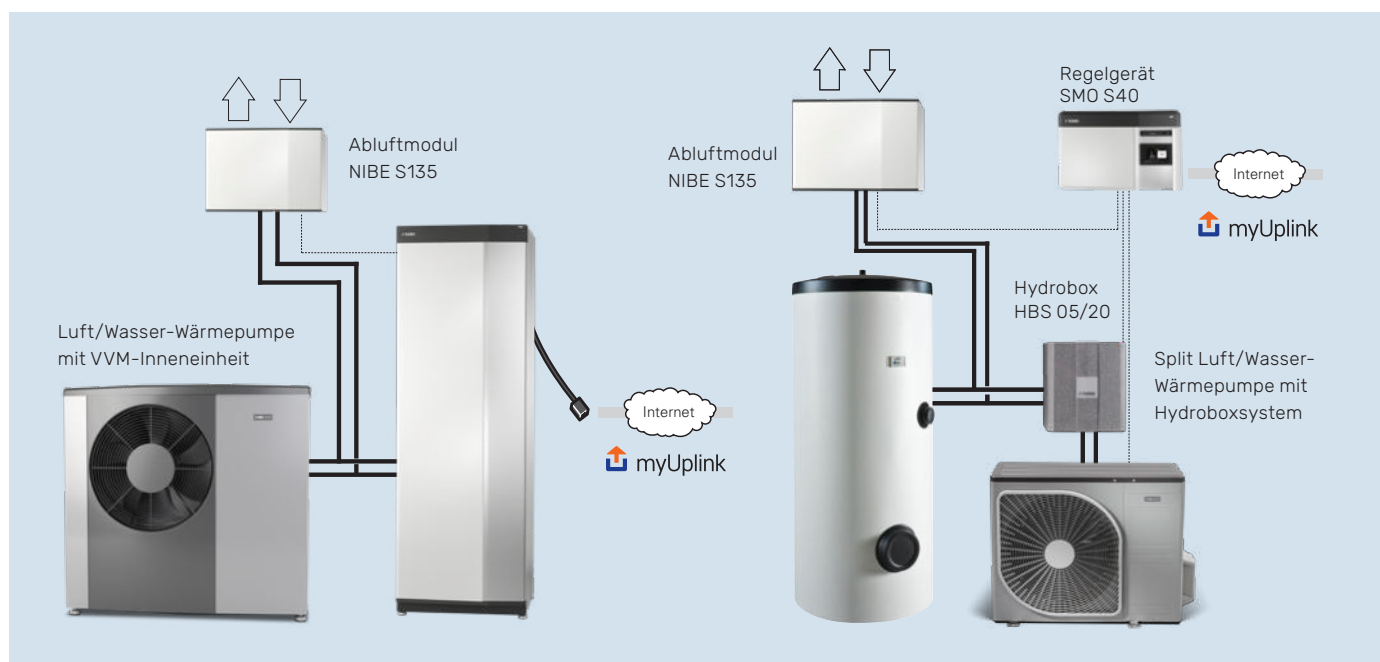 Abluftmodul
NIBE S135
Luft/Wasser-Wärmepumpe
mit VVM-Inneneinheit
Internet
myUplink
Abluftmodul
NIBE S135
Regelgerät
SMO S40
Internet
myUplink
Hydrobox
HBS 05/20
Split Luft/Wasser-
Wärmepumpe mit
Hydroboxsystem